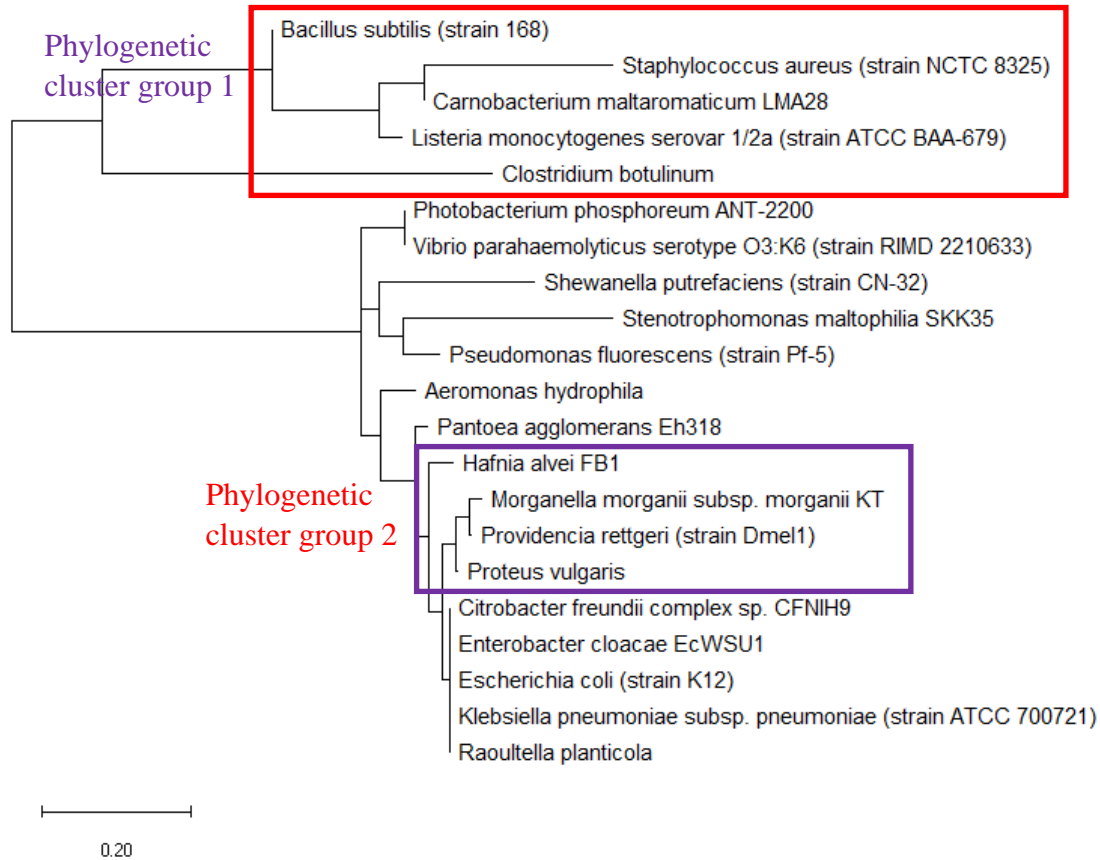 Bacillus subtilis (strain 168)
Phylogenetic
cluster group 1
Staphylococcus aureus (strain NCTC 8325)
Carnobacterium maltaromaticum LMA28
Listeria monocytogenes serovar 1/2a (strain ATCC BAA-679)
Clostridium botulinum
Photobacterium phosphoreum ANT-2200
Vibrio parahaemolyticus serotype O3:K6 (strain RIMD 2210633)
Shewanella putrefaciens (strain CN-32)
Stenotrophomonas maltophilia SKK35
Pseudomonas fluorescens (strain Pf-5)
Aeromonas hydrophila
Pantoea agglomerans Eh318
Hafnia alvei FB1
Phylogenetic
cluster group 2
Morganella morganii subsp. morganii KT
Providencia rettgeri (strain Dmel1)
Proteus vulgaris
Citrobacter freundii complex sp. CFNIH9
Enterobacter cloacae EcWSU1
Escherichia coli (strain K12)
Klebsiella pneumoniae subsp. pneumoniae (strain ATCC 700721)
Raoultella planticola
0.20